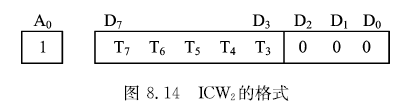 A₀ D₇ D₃ D₂ D₁ D₀
1 T₇ T₆ T₅ T₄ T₃ 0 0 0
图 8.14 ICW₂的格式